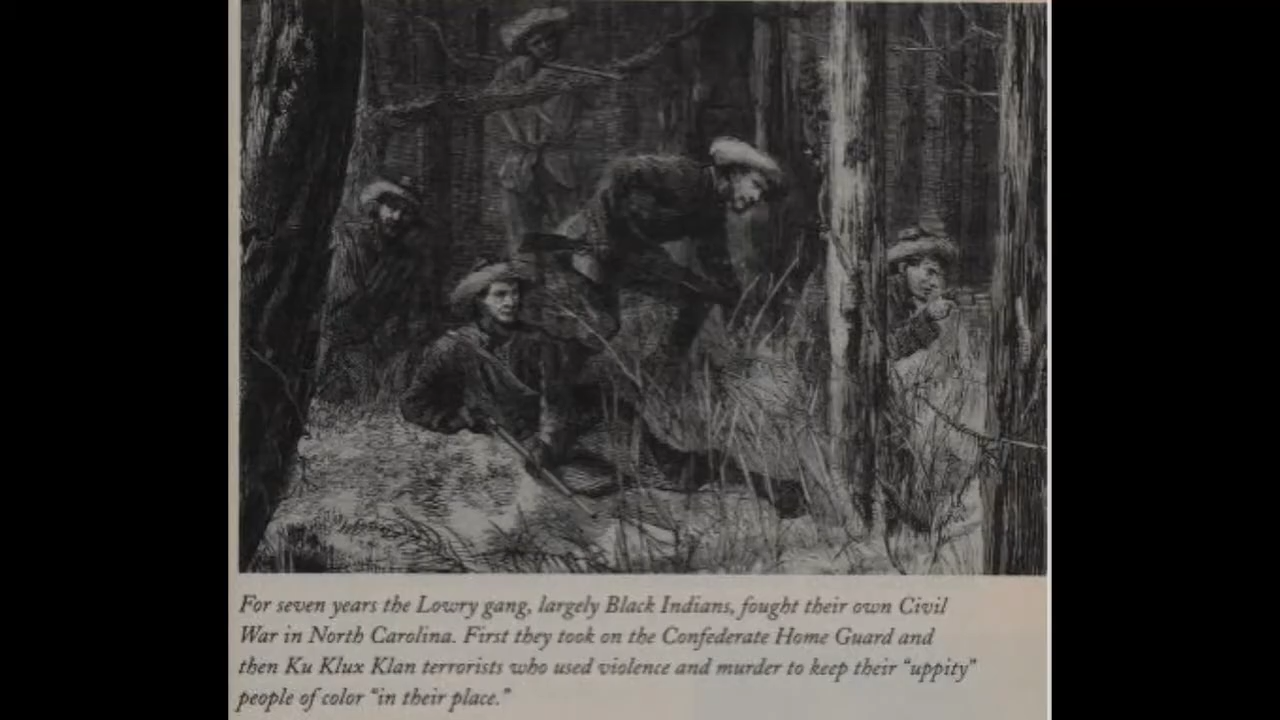 For seven years the Lowry gang, largely Black Indians, fought their own Civil
War in North Carolina. First they took on the Confederate Home Guard and
then Ku Klux Klan terrorists who used violence and murder to keep their “uppity”
people of color “in their place.”